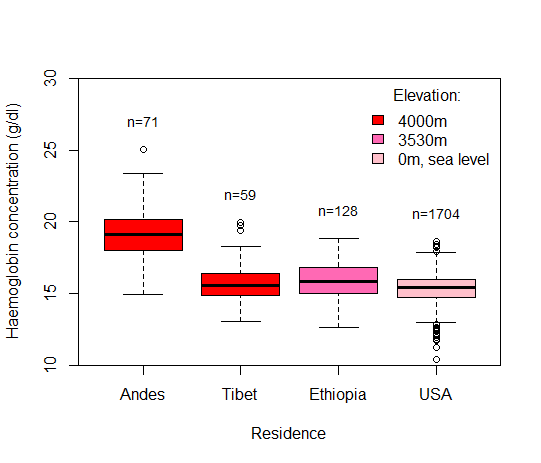 Elevation:
4000m
3530m
0m, sea level
n=71
n=59
n=128
n=1704
Haemoglobin concentration (g/dl)
30
25
20
15
10
Andes Tibet Ethiopia USA
Residence